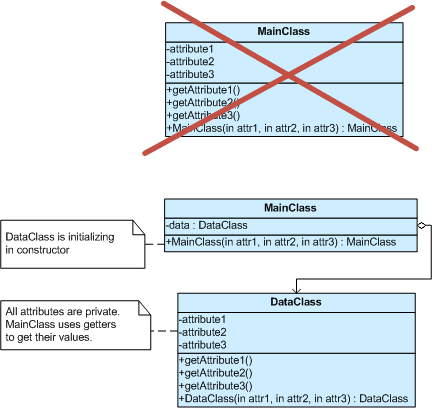 MainClass
-attribute1
-attribute2
-attribute3
+getAttribute1()
+getAttribute2()
+getAttribute3()
+MainClass(in attr1, in attr2, in attr3) : MainClass
MainClass
-data : DataClass
+MainClass(in attr1, in attr2, in attr3) : MainClass
DataClass is initializing
in constructor
All attributes are private.
MainClass uses getters
to get their values.
DataClass
-attribute1
-attribute2
-attribute3
+getAttribute1()
+getAttribute2()
+getAttribute3()
+DataClass(in attr1, in attr2, in attr3) : DataClass